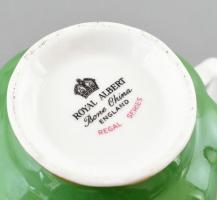 ROYAL ALBERT
Bone China
ENGLAND
REGAL SERIES